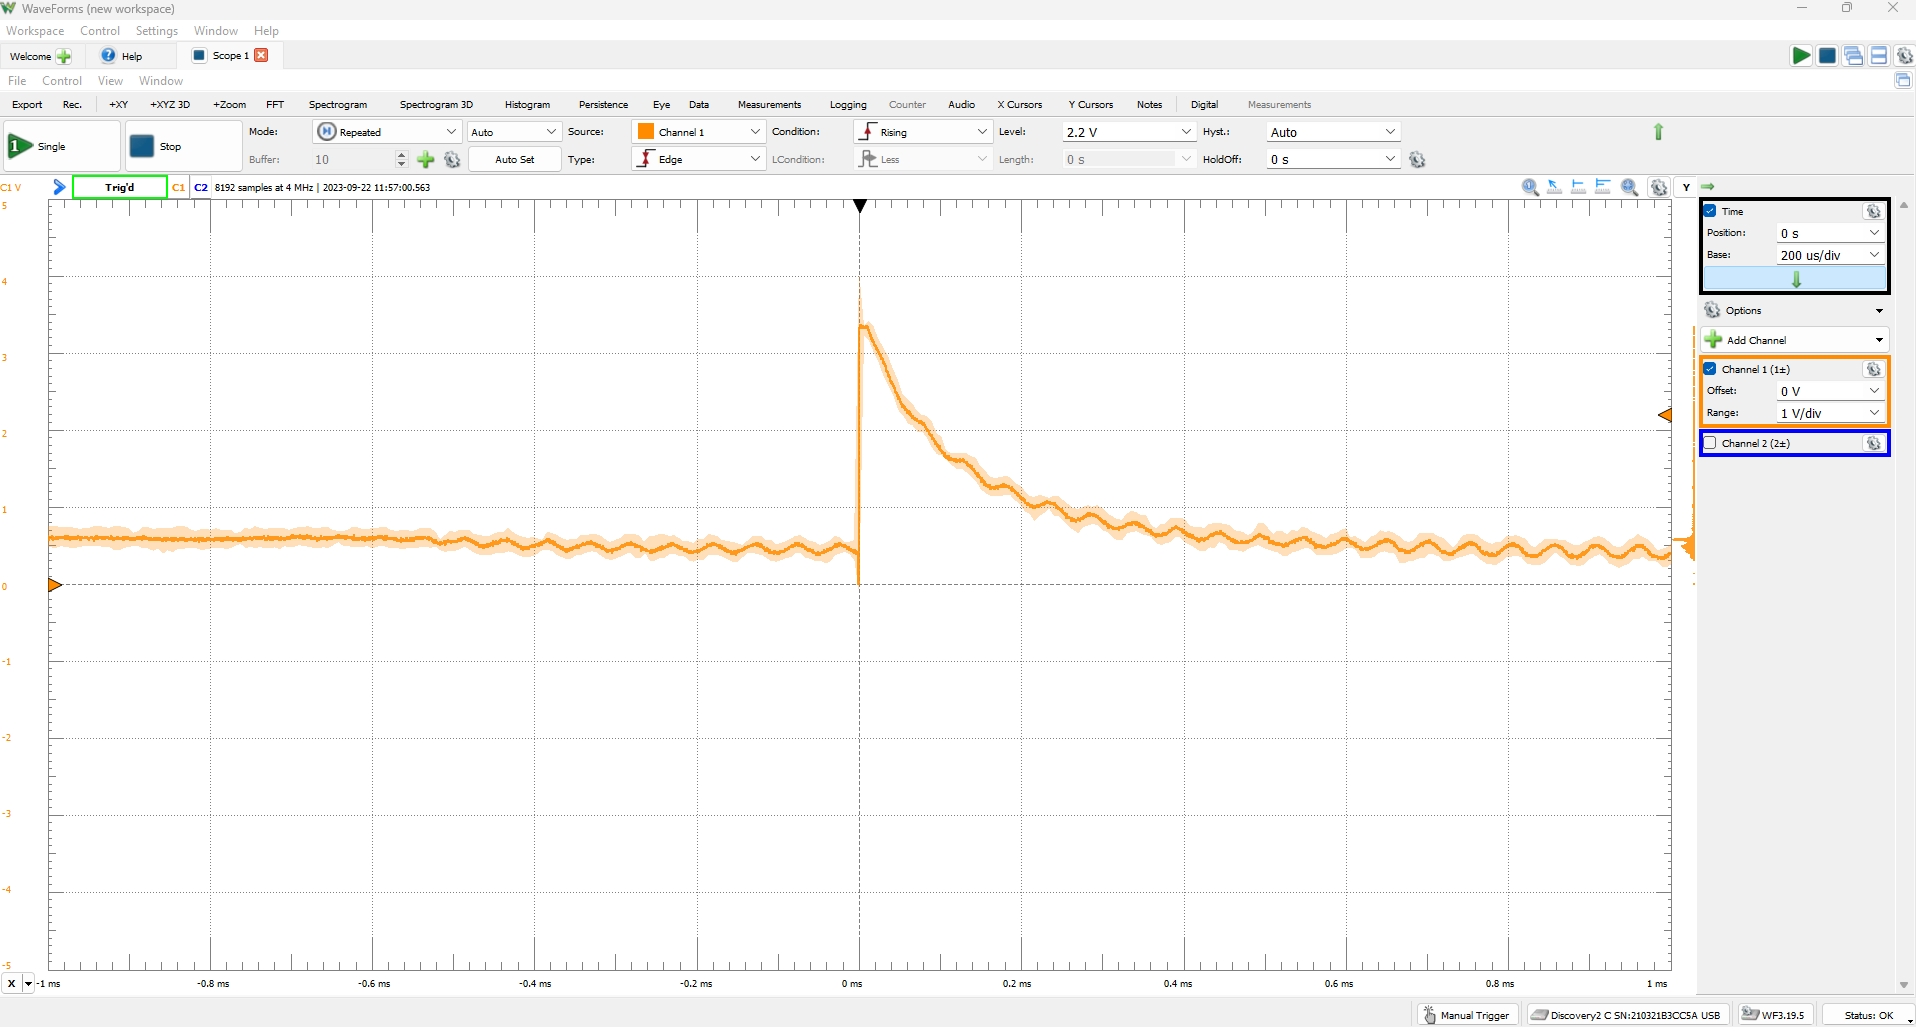 WaveForms (new workspace)
Workspace Control Settings Window Help
Welcome Help Scope 1
File Control View Window
Export Rec. +XY +XYZ 3D +Zoom FFT Spectrogram Spectrogram 3D Histogram Persistence Eye Data Measurements Logging Counter Audio X Cursors Y Cursors Notes Digital Measurements
1 Single Stop Mode: Repeated Auto Source: Channel 1 Condition: Rising Level: 2.2 V Hyst.: Auto
Buffer: 10 Auto Set Type: Edge LCondition: Less Length: 0 s HoldOff: 0 s
C1 V Trig'd C1 C2 8192 samples at 4 MHz | 2023-09-22 11:57:00.563 Y
5
4
3
2
1
0
-1
-2
-3
-4
-5
Time
Position: 0 s
Base: 200 us/div
Options
Add Channel
Channel 1 (1±)
Offset: 0 V
Range: 1 V/div
Channel 2 (2±)
X -1 ms -0.8 ms -0.6 ms -0.4 ms -0.2 ms 0 ms 0.2 ms 0.4 ms 0.6 ms 0.8 ms 1 ms
Manual Trigger Discovery2 C SN:210321B3CC5A USB WF3.19.5 Status: OK